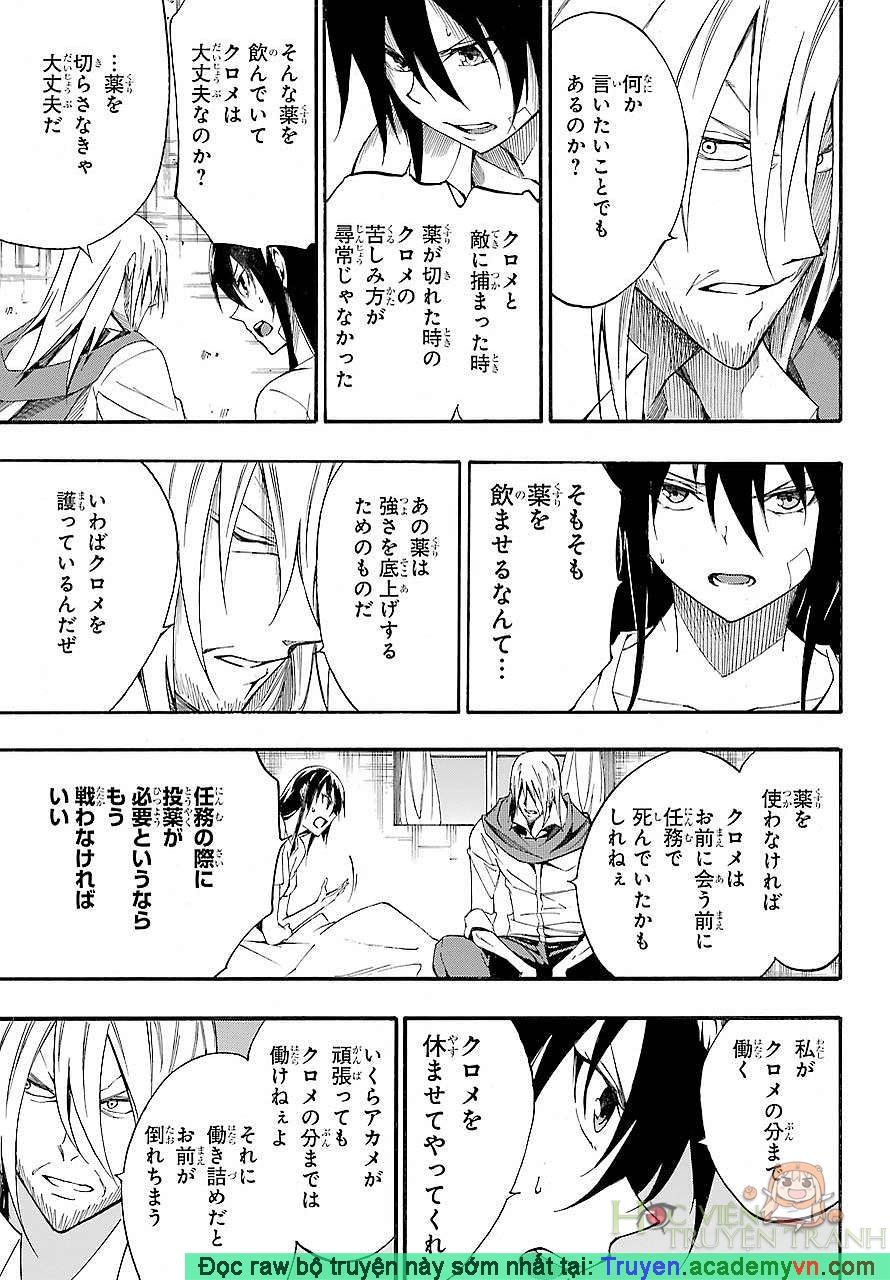 何か
言いたいことでも
あるのか?
クロメと
敵に捕まった時
薬が切れた時の
クロメの
苦しみ方が
尋常じゃなかった
そんな薬を
飲んでいて
クロメは
大丈夫なのか?
…薬を
切らさなきゃ
大丈夫だ
そもそも
薬を
飲ませるなんて…
あの薬は
強さを底上げする
ためのものだ
いわばクロメを
護っているんだぜ
薬を
使わなければ
クロメは
お前に会う前に
任務で
死んでいたかも
しれねぇ
任務の際に
投薬が
必要というなら
もう
戦わなければ
いい
私が
クロメの分まで
働く
クロメを
休ませてやってくれ
いくらアカメが
頑張っても
クロメの分までは
働けねぇよ
それに
働き詰めだと
お前が
倒れちまう
HỌC VIỆN
TRUYỆN TRANH
Đọc raw bộ truyện này sớm nhất tại: Truyen.academyvn.com